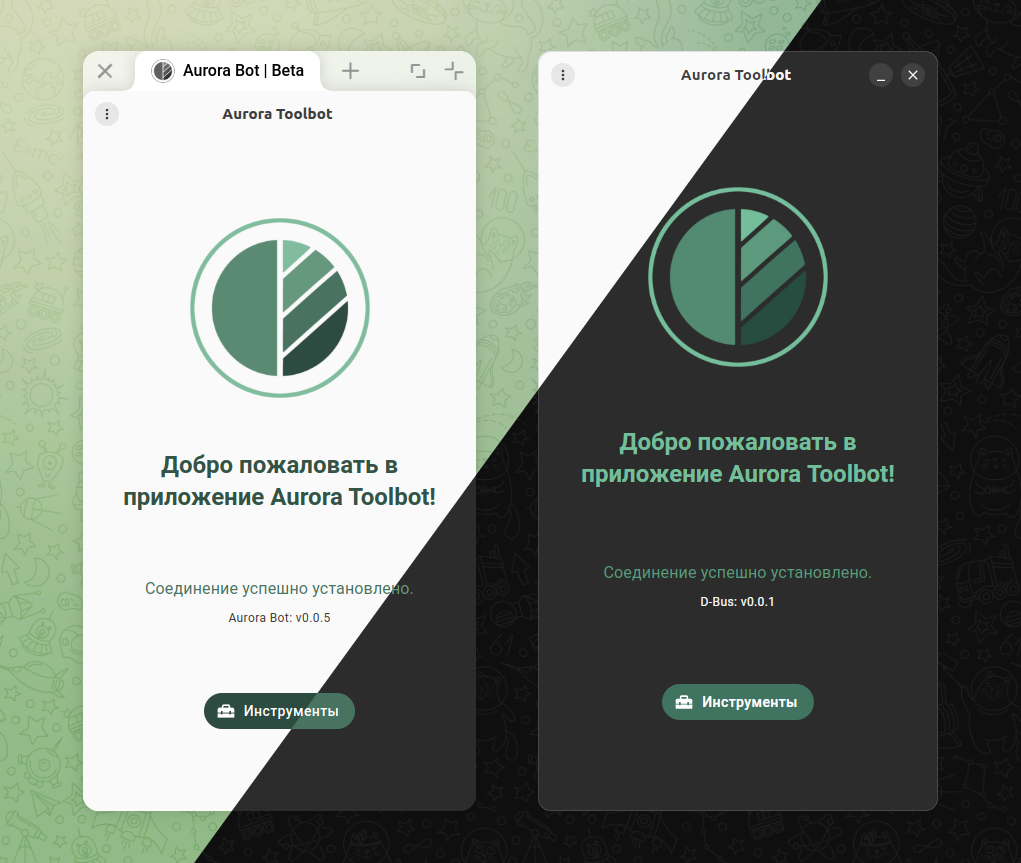 Aurora Bot | Beta
Aurora Toolbot
Добро пожаловать в
приложение Aurora Toolbot!
Соединение успешно установлено.
Aurora Bot: v0.0.5
Инструменты
Aurora Toolbot
Добро пожаловать в
приложение Aurora Toolbot!
Соединение успешно установлено.
D-Bus: v0.0.1
Инструменты